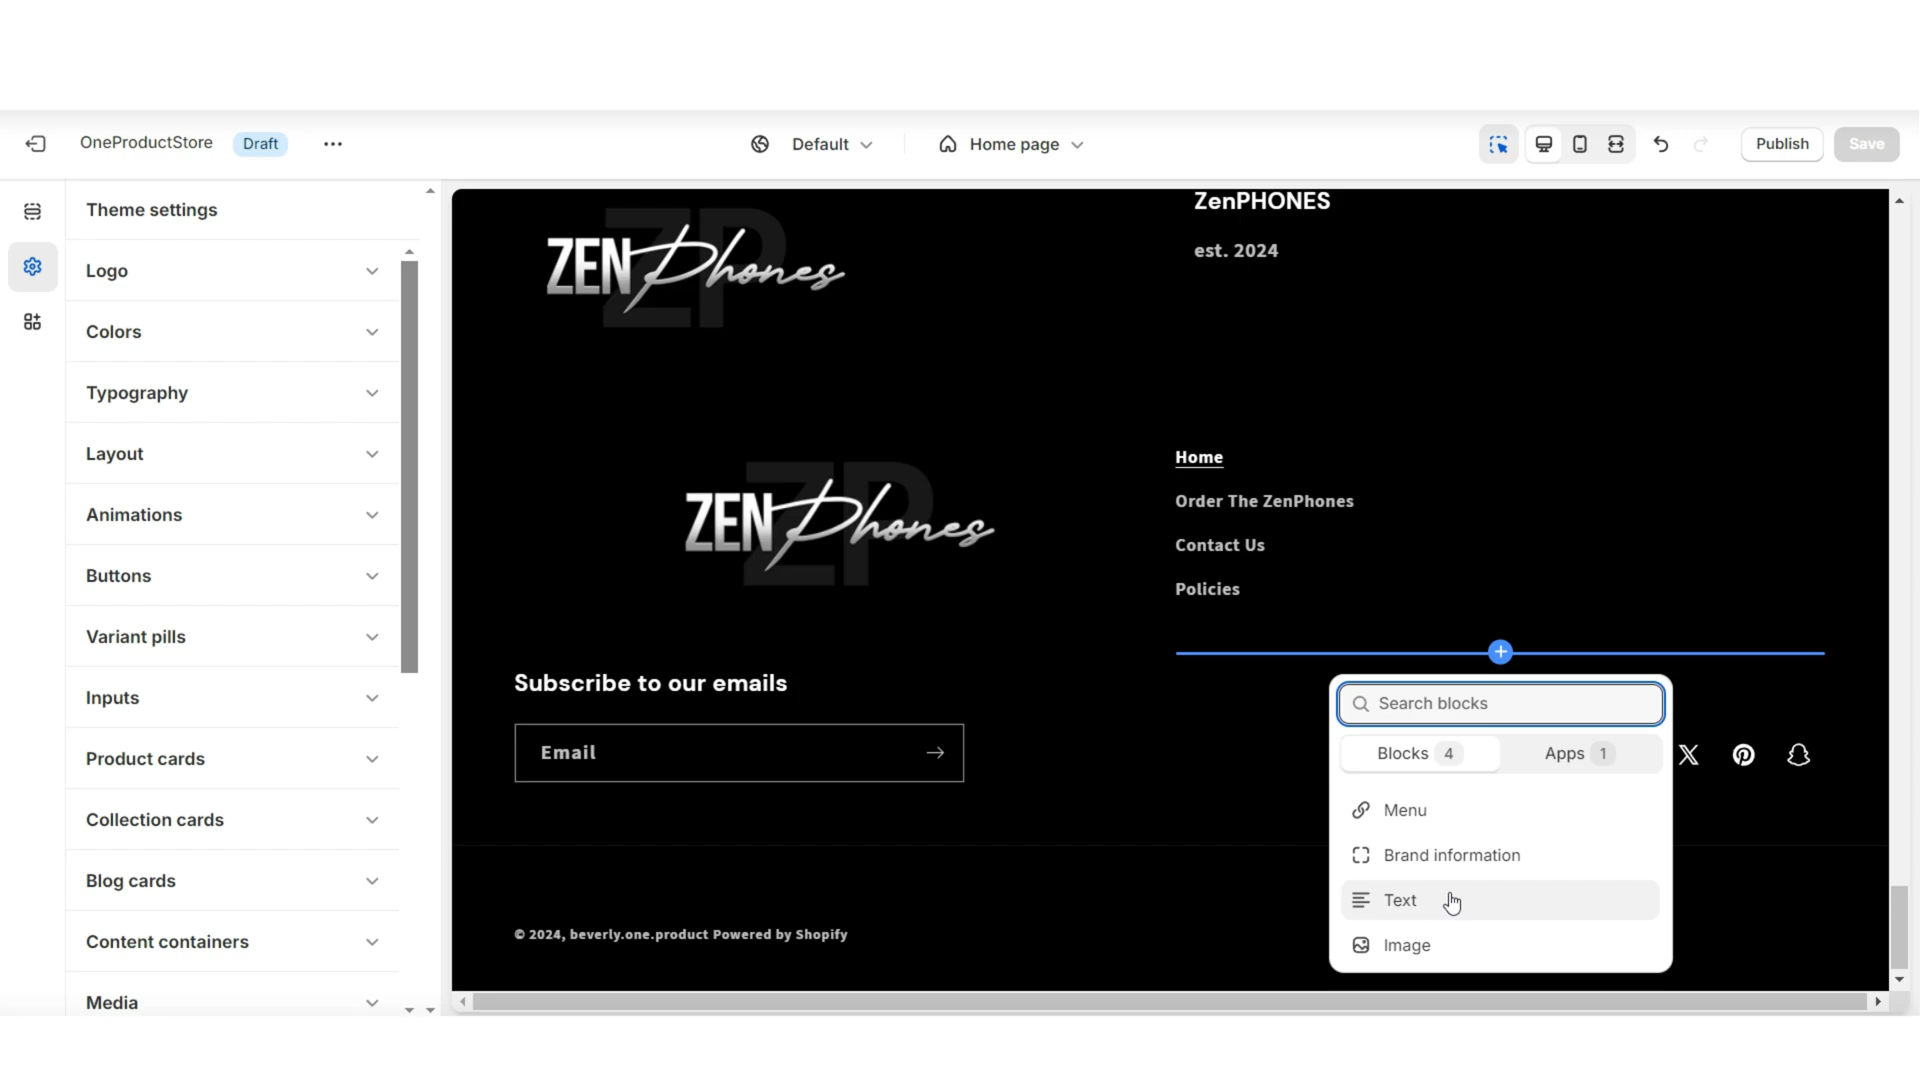 OneProductStore Draft ... Default Home page Publish Save
Theme settings
Logo
Colors
Typography
Layout
Animations
Buttons
Variant pills
Inputs
Product cards
Collection cards
Blog cards
Content containers
Media
ZP
ZEN Phones
ZenPHONES
est. 2024
ZP
ZEN Phones
Home
Order The ZenPhones
Contact Us
Policies
Subscribe to our emails
Email
Search blocks
Blocks 4 Apps 1
Menu
Brand information
Text
Image
© 2024, beverly.one.product Powered by Shopify